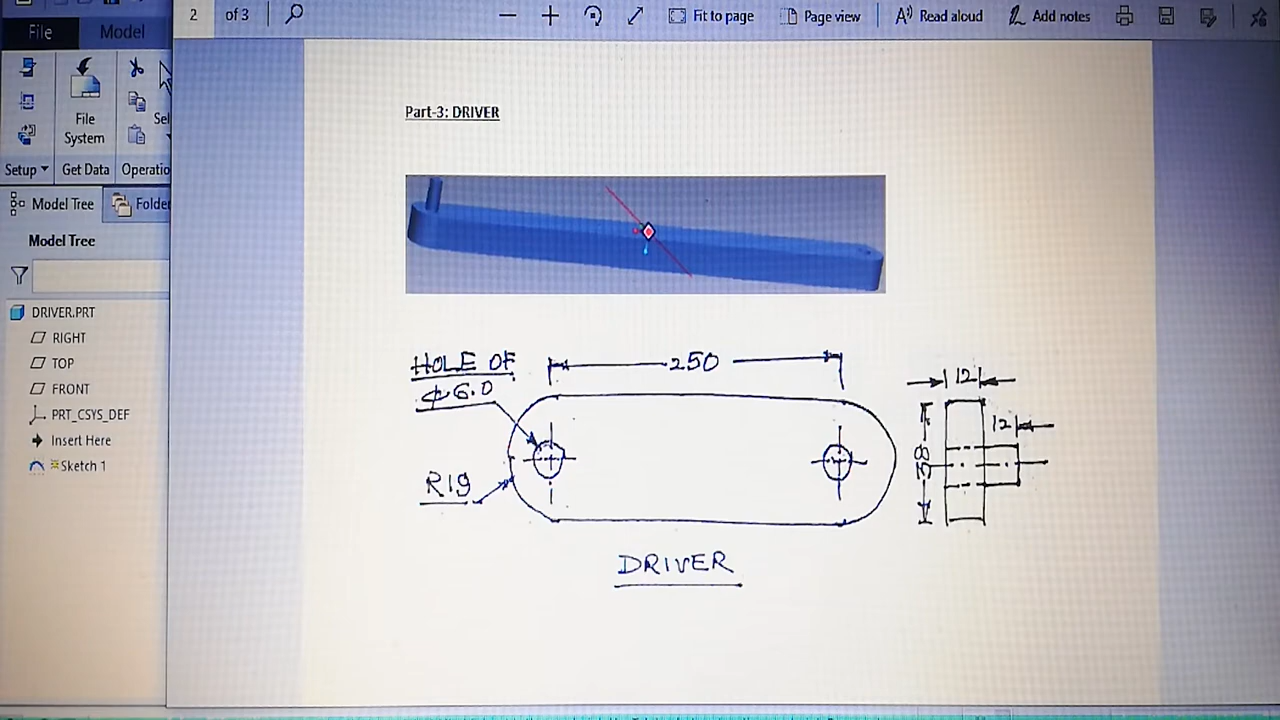 2 of 3 Fit to page Page view Read aloud Add notes
File Model
File System
Setup Get Data Operatio
Model Tree Folde
Model Tree
DRIVER.PRT
RIGHT
TOP
FRONT
PRT_CSYS_DEF
Insert Here
Sketch 1
Part-3: DRIVER
HOLE OF
φ6.0
250
R19
12
12
38
DRIVER